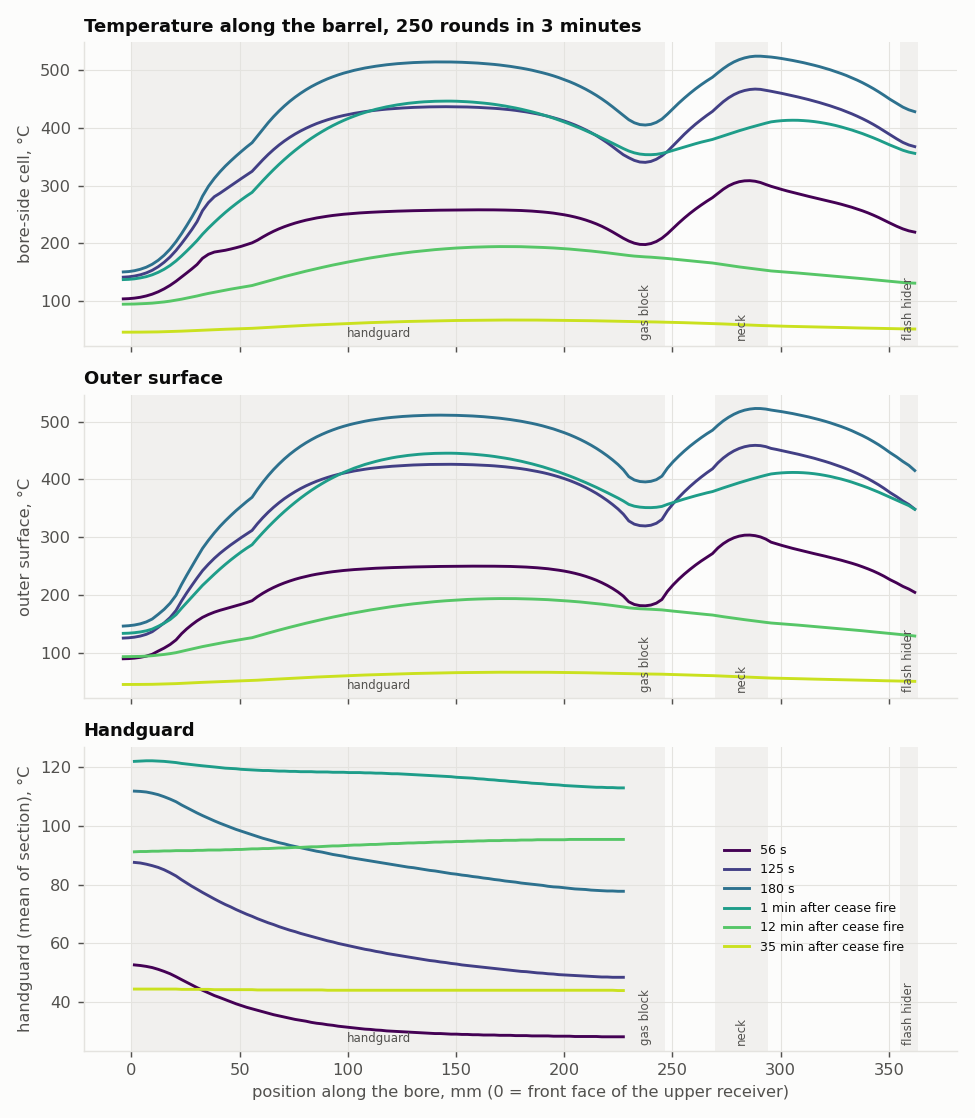 Temperature along the barrel, 250 rounds in 3 minutes
bore-side cell, °C
500
400
300
200
100
handguard
gas block
neck
flash hider
Outer surface
outer surface, °C
500
400
300
200
100
handguard
gas block
neck
flash hider
Handguard
handguard (mean of section), °C
120
100
80
60
40
56 s
125 s
180 s
1 min after cease fire
12 min after cease fire
35 min after cease fire
handguard
gas block
neck
flash hider
0 50 100 150 200 250 300 350
position along the bore, mm (0 = front face of the upper receiver)